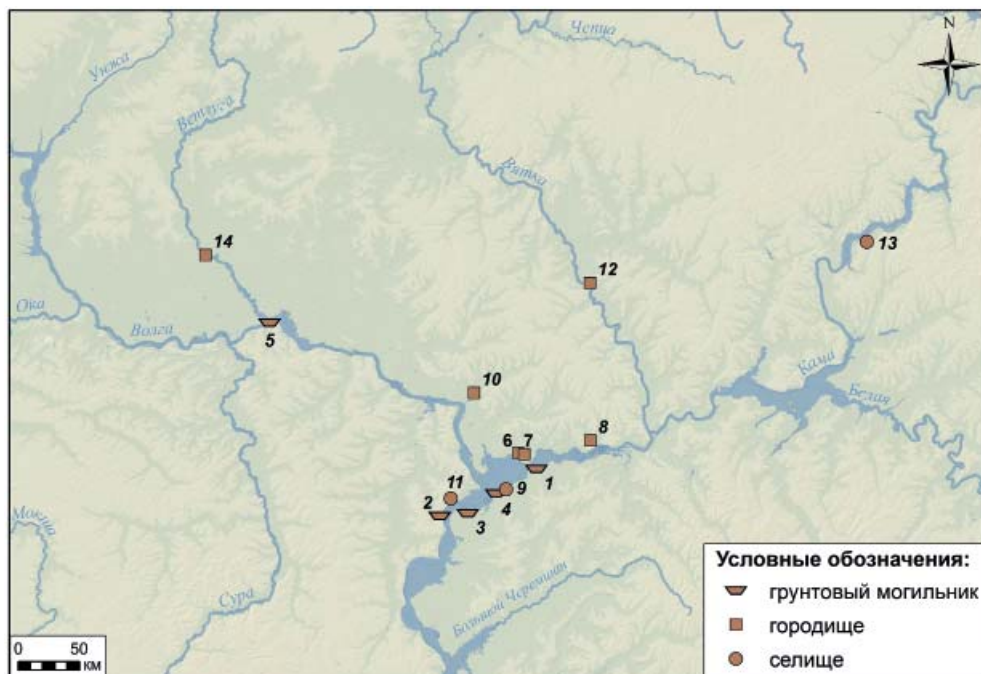 N
Чепца
Унжа
Ветлуга
Вятка
14
13
12
Ока
Волга
5
Кама
Белая
10
8
6 7
1
11
9
2
4
3
Мокша
Сура
Большой Черемшан
0 50
км
Условные обозначения:
грунтовый могильник
городище
селище